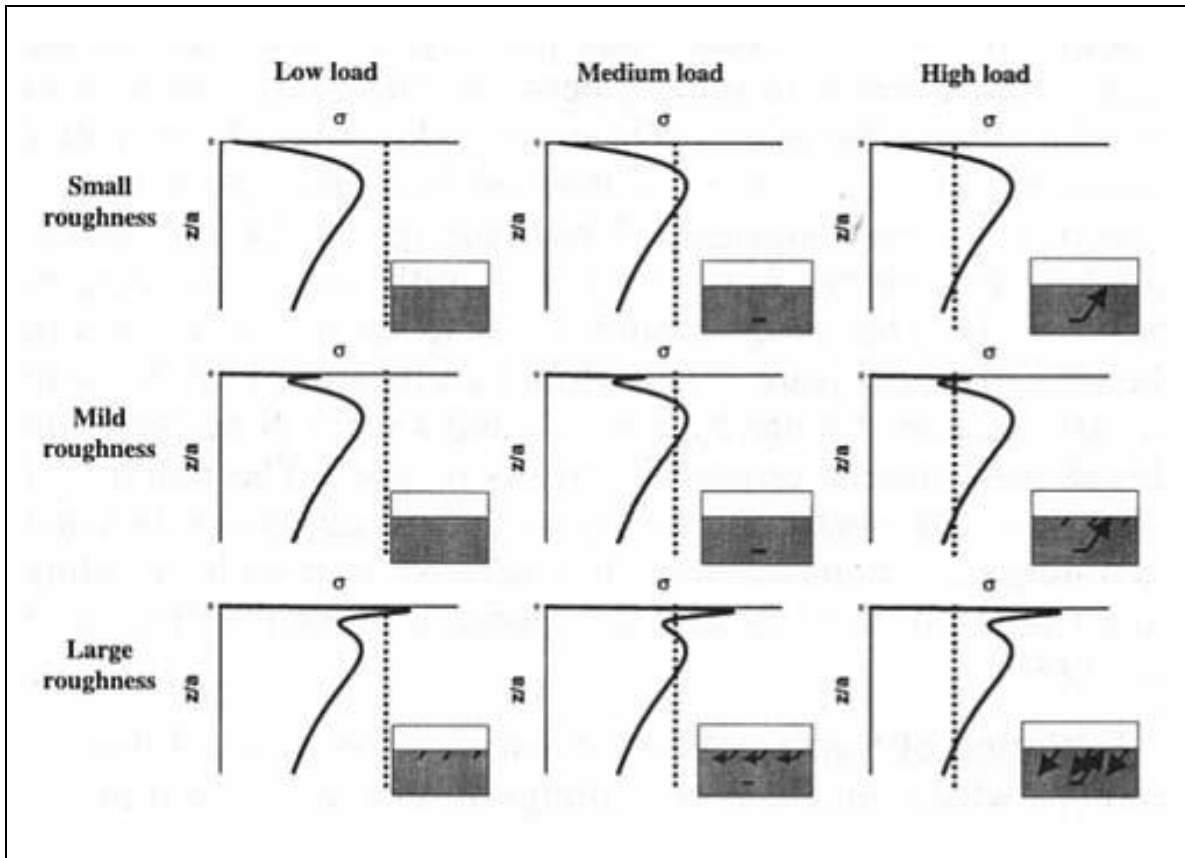 Low load Medium load High load
σ σ σ
Small
roughness
z/a z/a z/a
σ σ σ
Mild
roughness
z/a z/a z/a
σ σ σ
Large
roughness
z/a z/a z/a